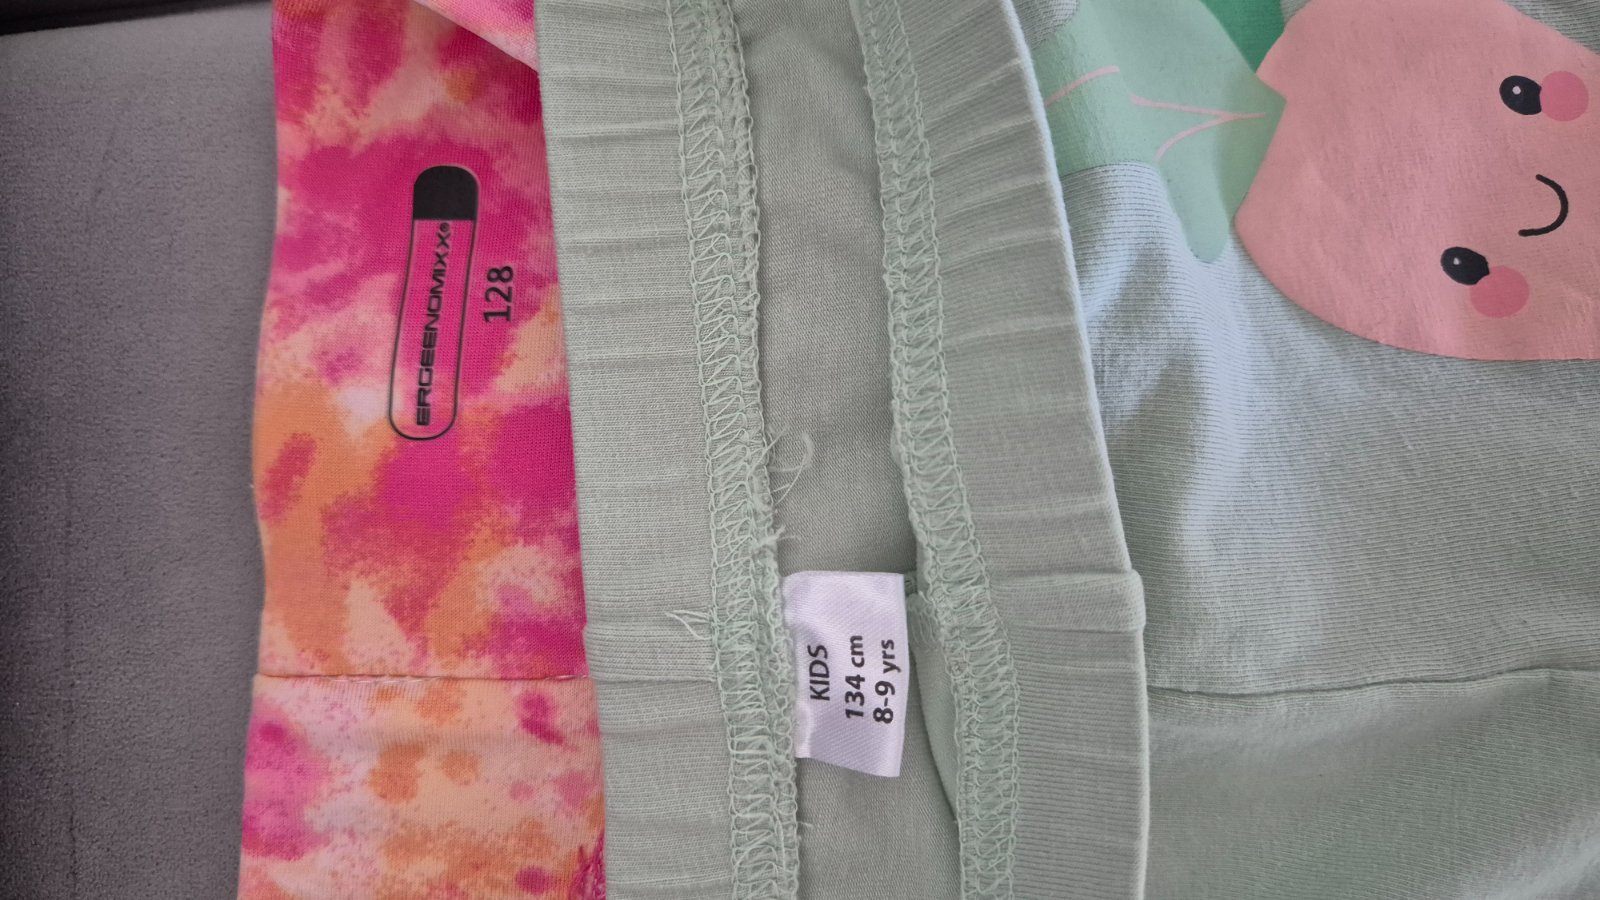 ERGEENOMIXX®
128
KIDS
134 cm
8-9 yrs